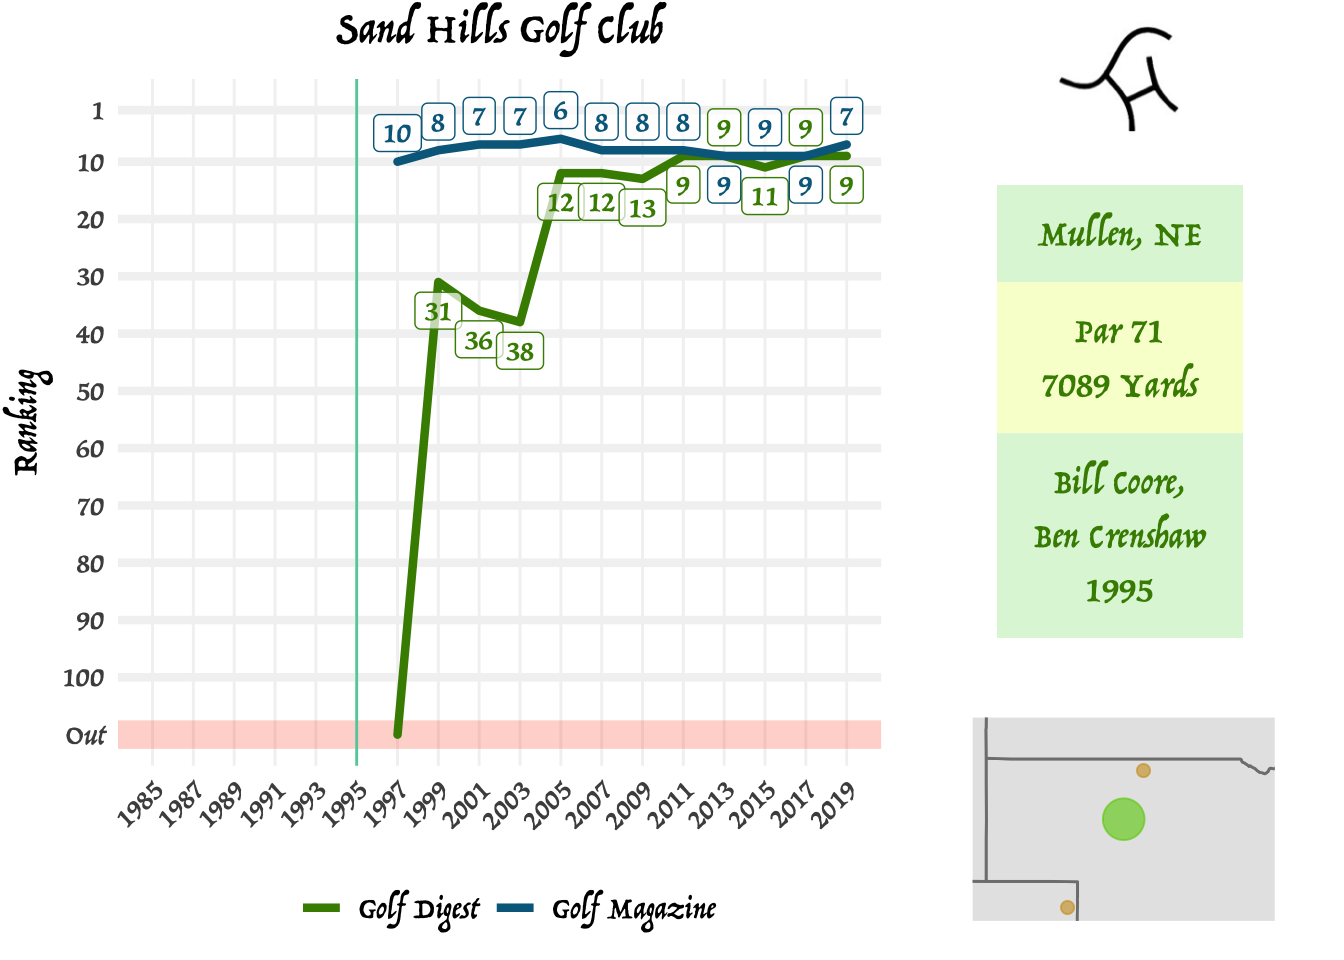 Sand Hills Golf Club
Ranking
1
10
20
30
40
50
60
70
80
90
100
Out
10 8 7 7 6 8 8 8 9 9 9 7
31 36 38 12 12 13 9 9 11 9 9
1985 1987 1989 1991 1993 1995 1997 1999 2001 2003 2005 2007 2009 2011 2013 2015 2017 2019
Golf Digest Golf Magazine
Mullen, NE
Par 71
7089 Yards
Bill Coore,
Ben Crenshaw
1995